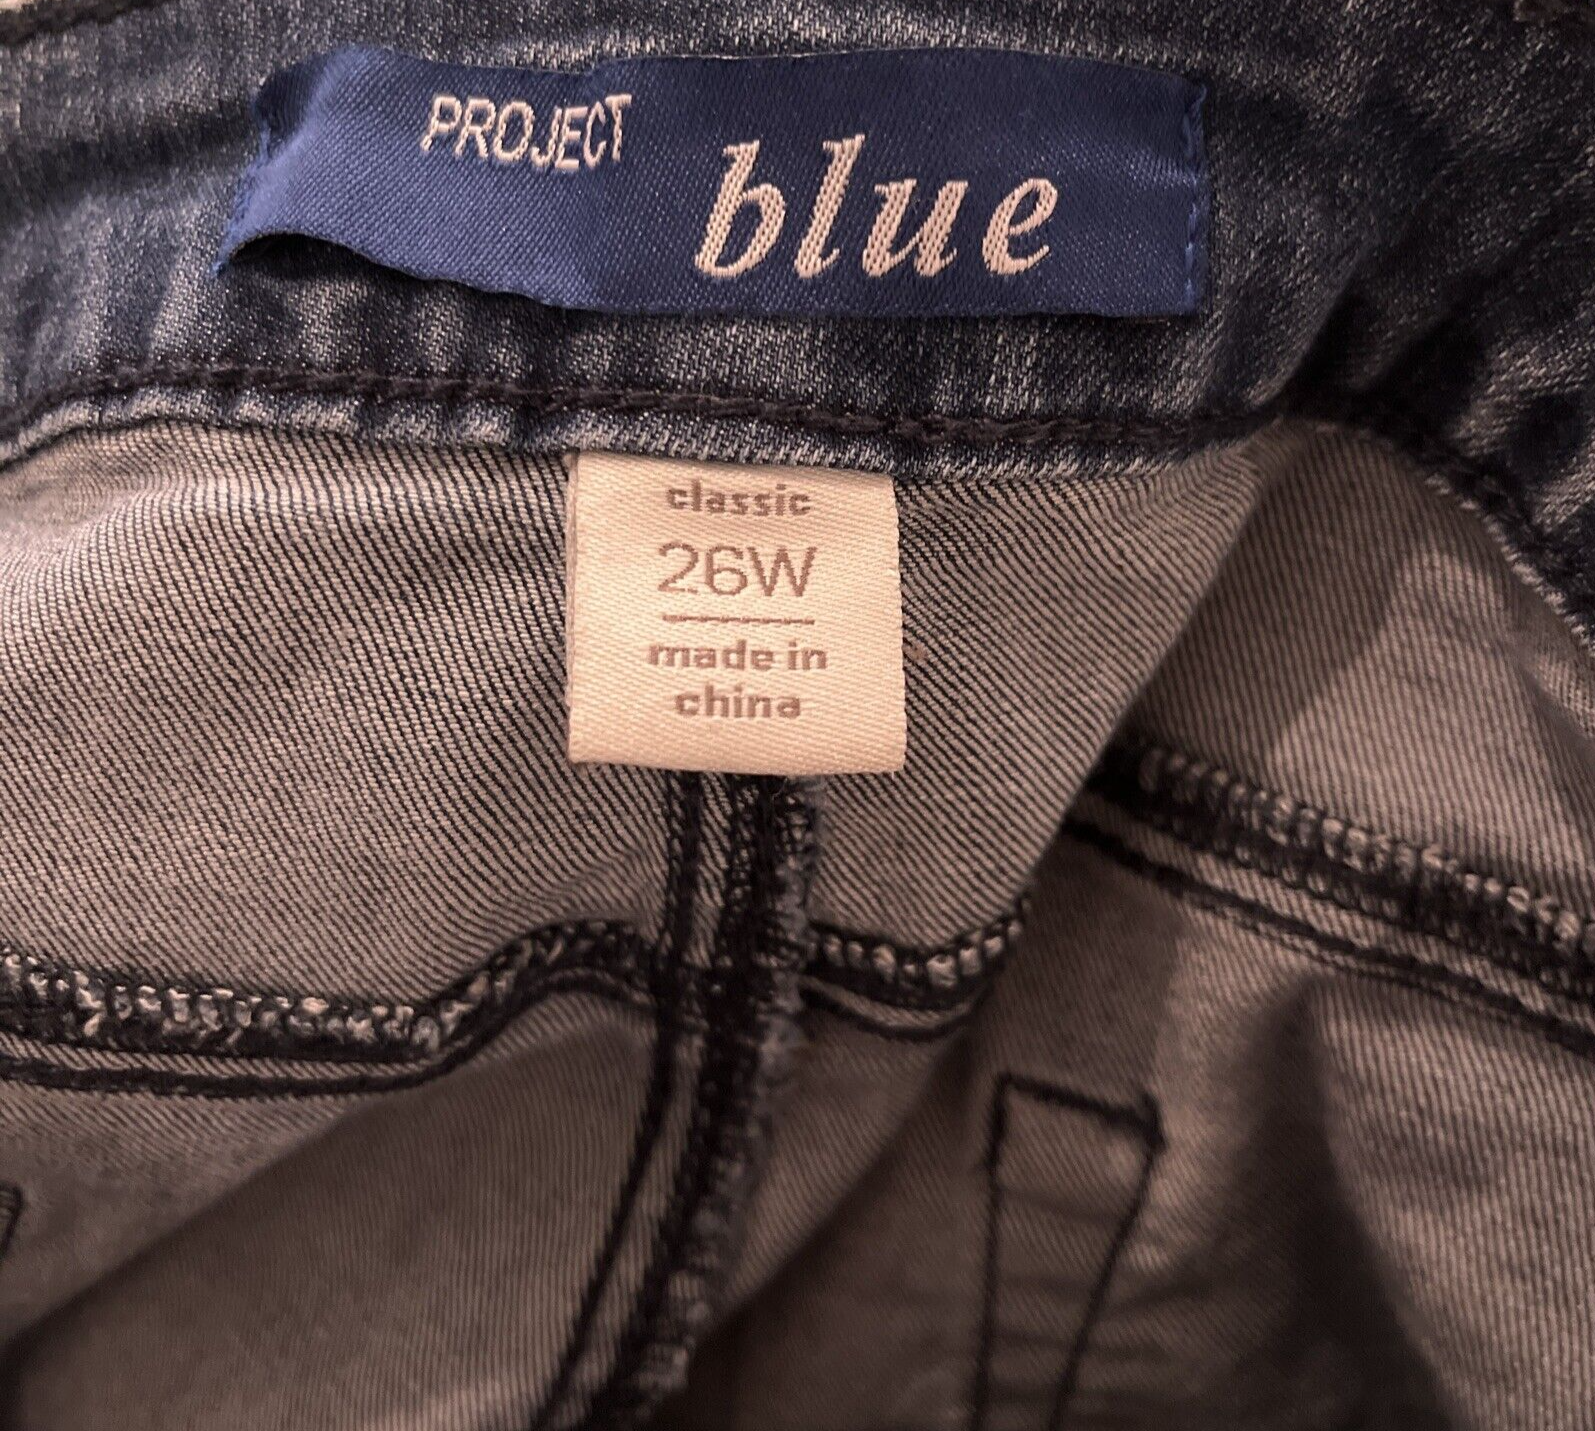 PROJECT blue
classic
26W
made in
china